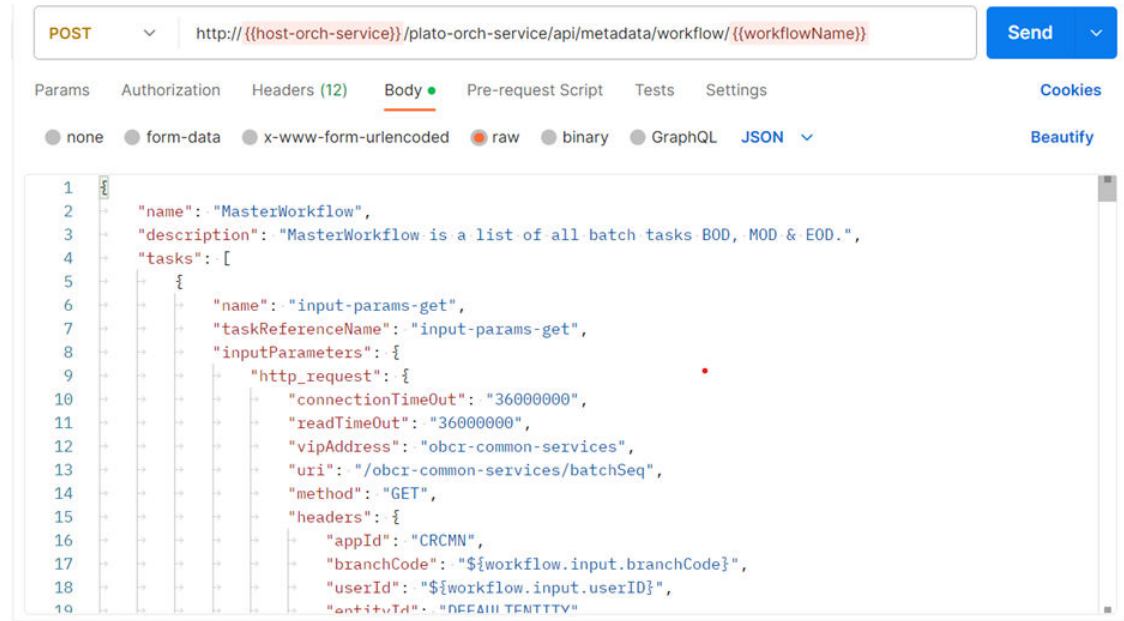 POST http://{{host-orch-service}}/plato-orch-service/api/metadata/workflow/{{workflowName}} Send
Params Authorization Headers (12) Body Pre-request Script Tests Settings Cookies
none form-data x-www-form-urlencoded raw binary GraphQL JSON Beautify
1 {
2 "name": "MasterWorkflow",
3 "description": "MasterWorkflow is a list of all batch tasks BOD, MOD & EOD.",
4 "tasks": [
5 {
6 "name": "input-params-get",
7 "taskReferenceName": "input-params-get",
8 "inputParameters": {
9 "http_request": {
10 "connectionTimeOut": "36000000",
11 "readTimeOut": "36000000",
12 "vipAddress": "obcr-common-services",
13 "uri": "/obcr-common-services/batchSeq",
14 "method": "GET",
15 "headers": {
16 "appId": "CRCMN",
17 "branchCode": "${workflow.input.branchCode}",
18 "userId": "${workflow.input.userID}",
19 "entityId": "DEFAULTENTITY"